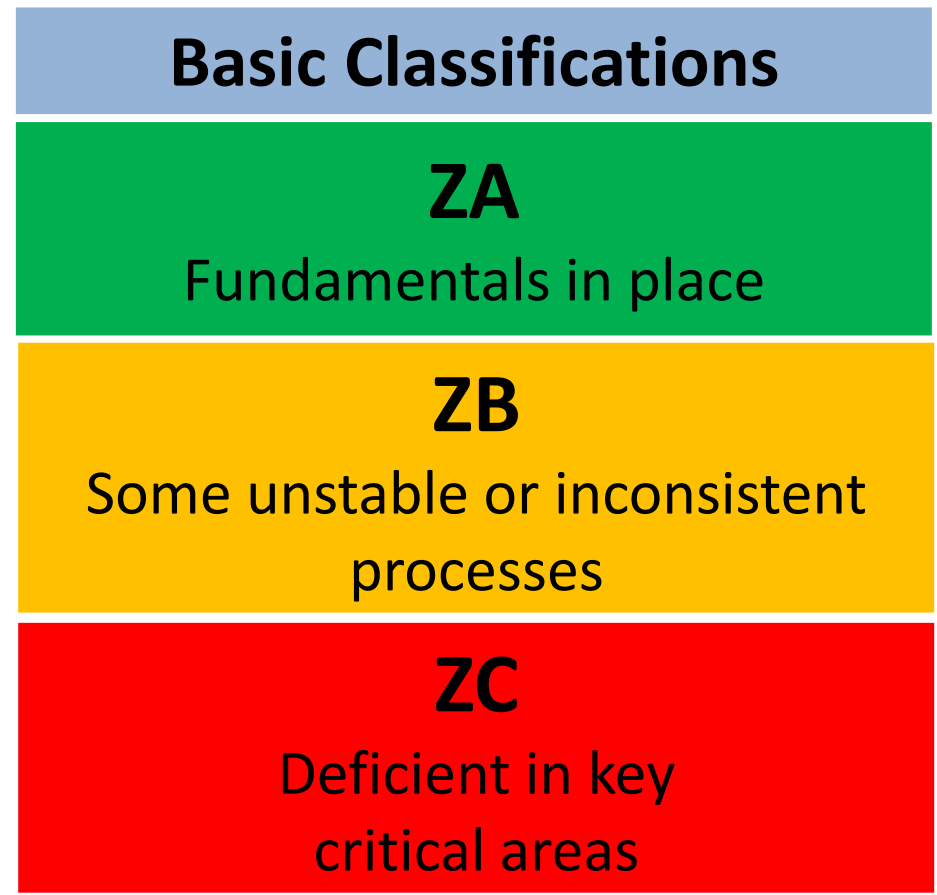 Basic Classifications
ZA
Fundamentals in place
ZB
Some unstable or inconsistent
processes
ZC
Deficient in key
critical areas